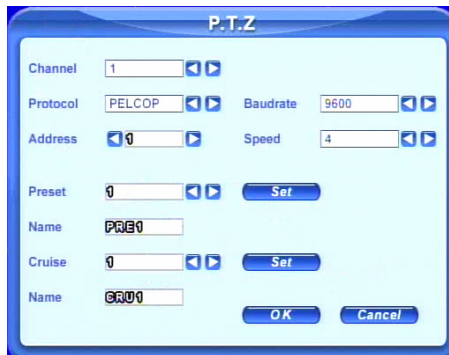 P.T.Z
Channel 1
Protocol PELCOP Baudrate 9600
Address 1 Speed 4
Preset 1 Set
Name PRE1
Cruise 1 Set
Name CRU1
OK Cancel